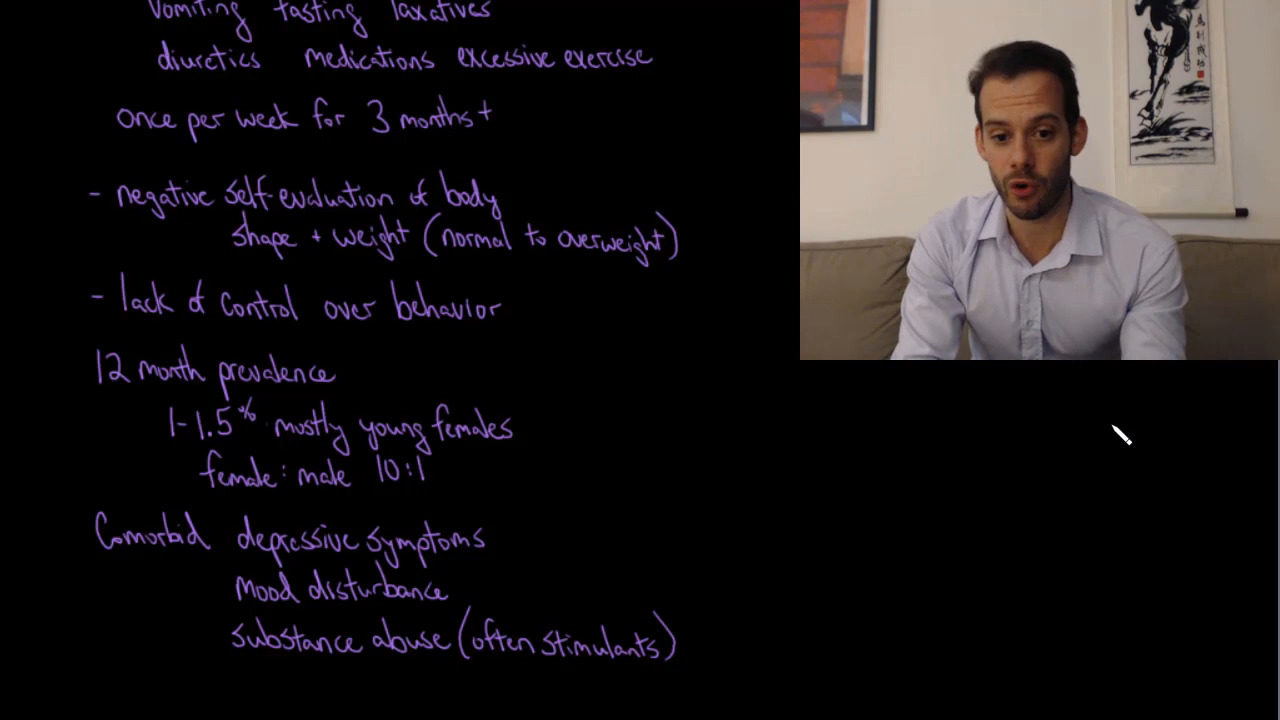 vomiting fasting laxatives
diuretics medications excessive exercise
once per week for 3 months +
- negative self-evaluation of body
shape + weight (normal to overweight)
- lack of control over behavior
12 month prevalence
1-1.5% mostly young females
female: male 10:1
Comorbid depressive symptoms
mood disturbance
substance abuse (often stimulants)